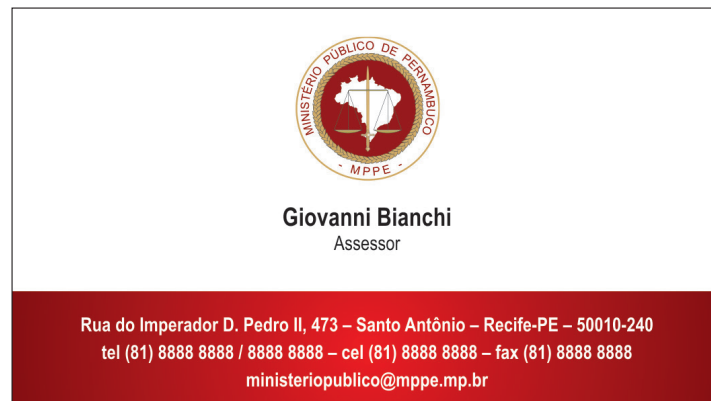 MINISTÉRIO PÚBLICO DE PERNAMBUCO
- MPPE -
Giovanni Bianchi
Assessor
Rua do Imperador D. Pedro II, 473 – Santo Antônio – Recife-PE – 50010-240
tel (81) 8888 8888 / 8888 8888 – cel (81) 8888 8888 – fax (81) 8888 8888
ministeriopublico@mppe.mp.br